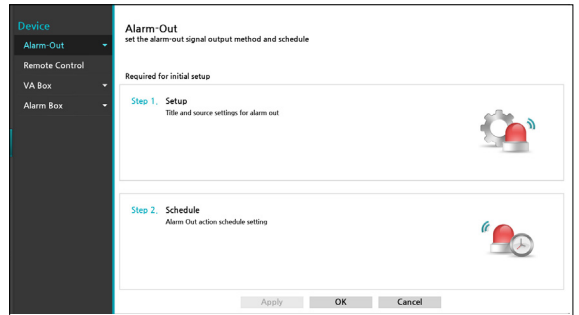 Device
Alarm-Out
Remote Control
VA Box
Alarm Box
Alarm-Out
set the alarm-out signal output method and schedule
Required for initial setup
Step 1. Setup
Title and source settings for alarm out
Step 2. Schedule
Alarm Out action schedule setting
Apply OK Cancel